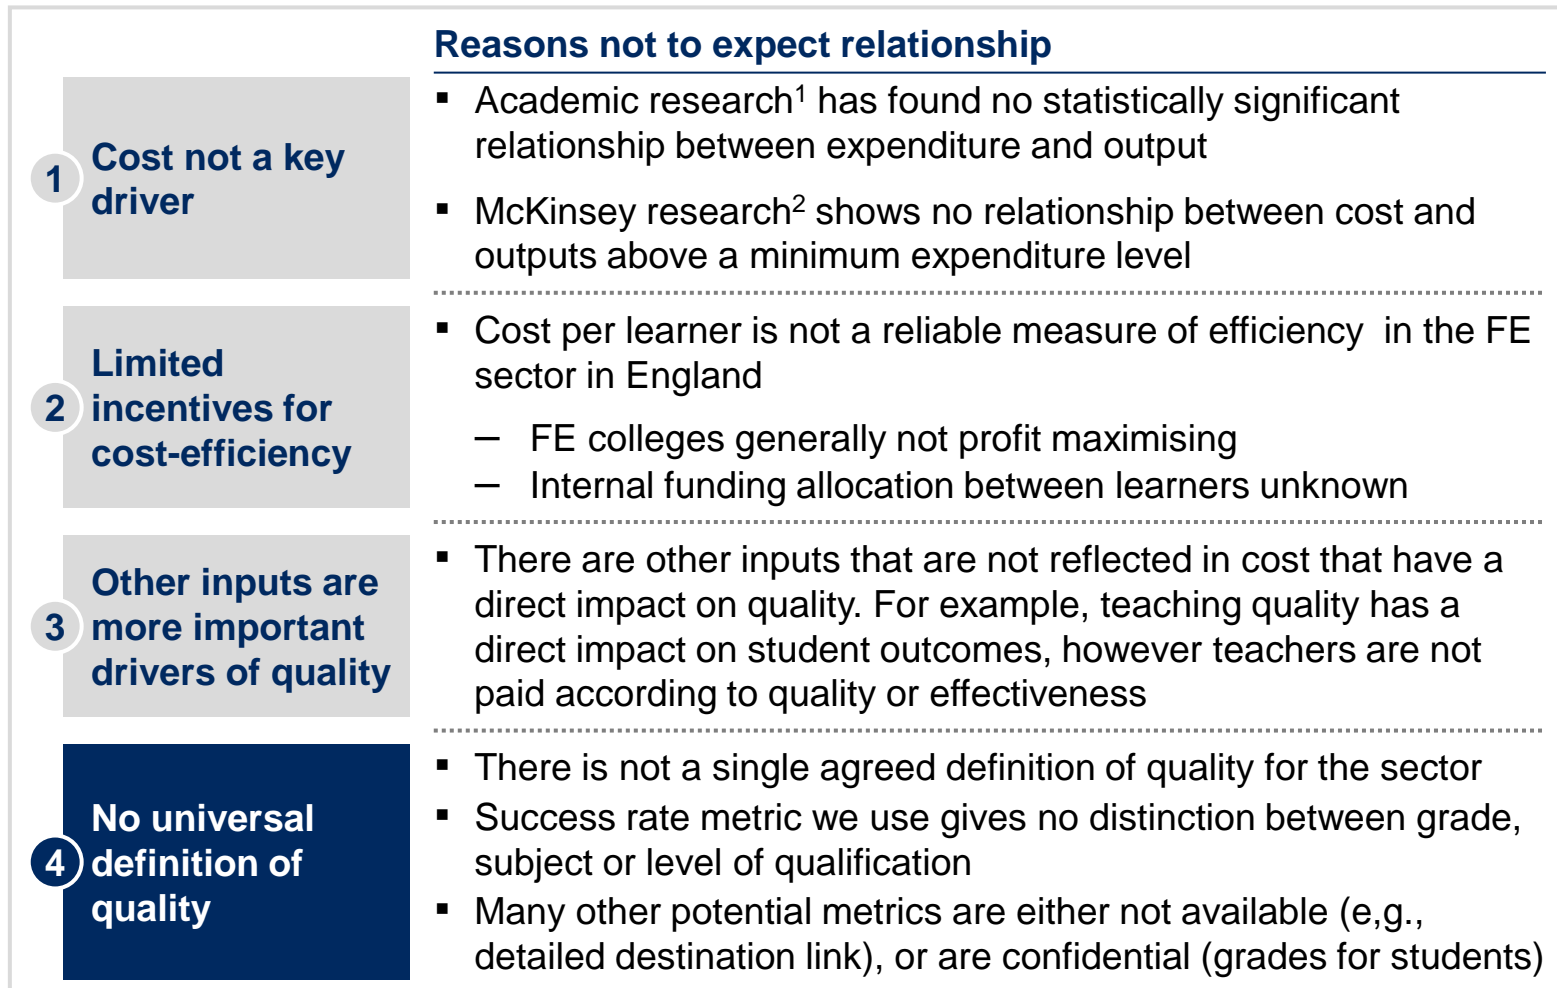 Reasons not to expect relationship
1
Cost not a key
driver
▪ Academic research¹ has found no statistically significant
relationship between expenditure and output
▪ McKinsey research² shows no relationship between cost and
outputs above a minimum expenditure level
2
Limited
incentives for
cost-efficiency
▪ Cost per learner is not a reliable measure of efficiency  in the FE
sector in England
– FE colleges generally not profit maximising
– Internal funding allocation between learners unknown
3
Other inputs are
more important
drivers of quality
▪ There are other inputs that are not reflected in cost that have a
direct impact on quality. For example, teaching quality has a
direct impact on student outcomes, however teachers are not
paid according to quality or effectiveness
4
No universal
definition of
quality
▪ There is not a single agreed definition of quality for the sector
▪ Success rate metric we use gives no distinction between grade,
subject or level of qualification
▪ Many other potential metrics are either not available (e,g.,
detailed destination link), or are confidential (grades for students)